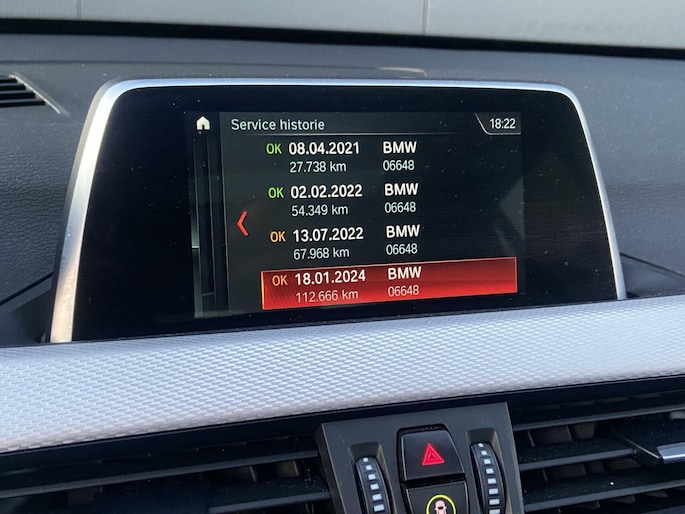 Service historie 18:22
OK 08.04.2021 BMW
27.738 km 06648
OK 02.02.2022 BMW
54.349 km 06648
OK 13.07.2022 BMW
67.968 km 06648
OK 18.01.2024 BMW
112.666 km 06648